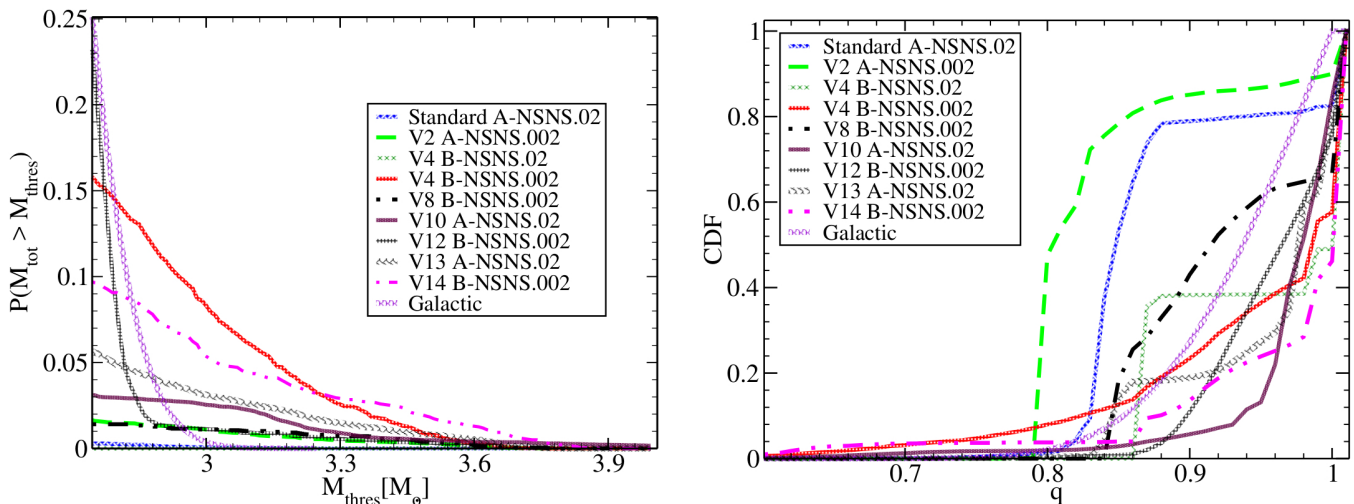 0.25
0.2
0.15
0.1
0.05
0
P(M_tot > M_thres)
Standard A-NSNS.02
V2 A-NSNS.002
V4 B-NSNS.02
V4 B-NSNS.002
V8 B-NSNS.002
V10 A-NSNS.02
V12 B-NSNS.002
V13 A-NSNS.02
V14 B-NSNS.002
Galactic
3 3.3 3.6 3.9
M_thres[M_⊙]
1
0.8
0.6
0.4
0.2
0
CDF
Standard A-NSNS.02
V2 A-NSNS.002
V4 B-NSNS.02
V4 B-NSNS.002
V8 B-NSNS.002
V10 A-NSNS.02
V12 B-NSNS.002
V13 A-NSNS.02
V14 B-NSNS.002
Galactic
0.7 0.8 0.9 1
q